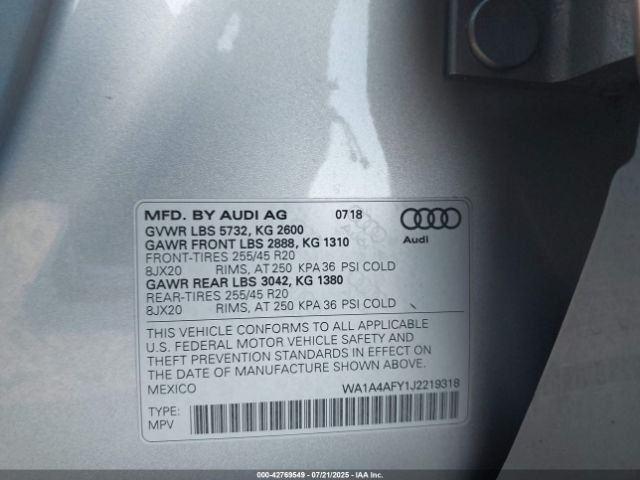 MFD. BY AUDI AG 07 18
GVWR LBS 5732, KG 2600
GAWR FRONT LBS 2888, KG 1310
FRONT-TIRES 255/45 R20
8JX20 RIMS, AT 250 KPA 36 PSI COLD
GAWR REAR LBS 3042, KG 1380
REAR-TIRES 255/45 R20
8JX20 RIMS, AT 250 KPA 36 PSI COLD
Audi
THIS VEHICLE CONFORMS TO ALL APPLICABLE
U.S. FEDERAL MOTOR VEHICLE SAFETY AND
THEFT PREVENTION STANDARDS IN EFFECT ON
THE DATE OF MANUFACTURE SHOWN ABOVE.
MEXICO WA1A4AFY1J2219318
TYPE:
MPV
000-42769549 | 07/21/2025 - IAA Inc.